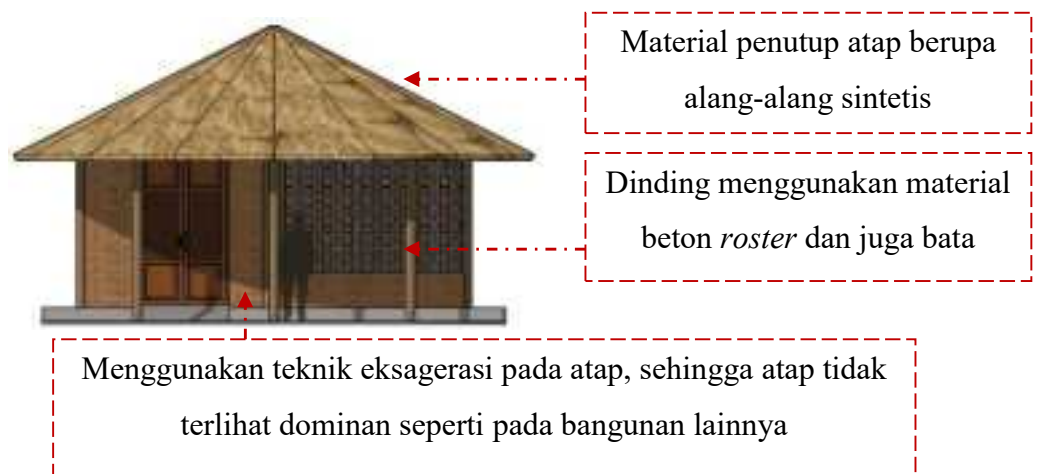 Material penutup atap berupa
alang-alang sintetis
Dinding menggunakan material
beton roster dan juga bata
Menggunakan teknik eksagerasi pada atap, sehingga atap tidak
terlihat dominan seperti pada bangunan lainnya